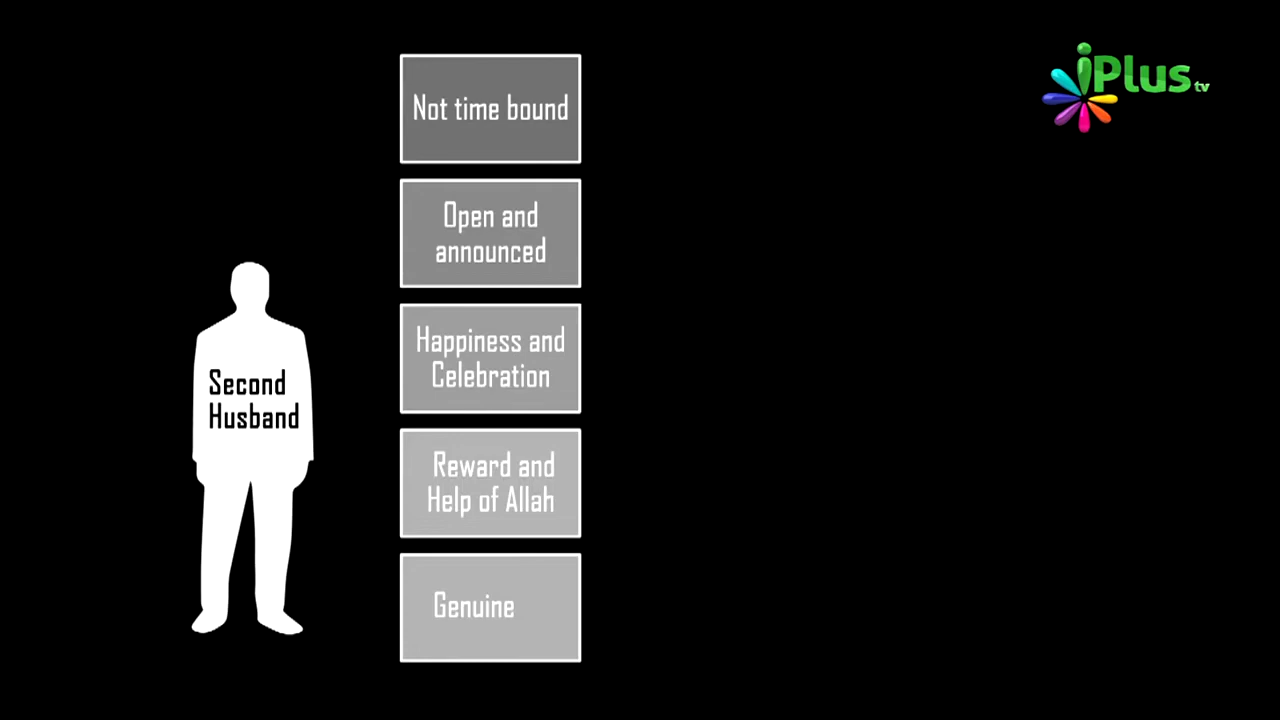 iPlus tv
Not time bound
Open and
announced
Happiness and
Celebration
Second
Husband
Reward and
Help of Allah
Genuine